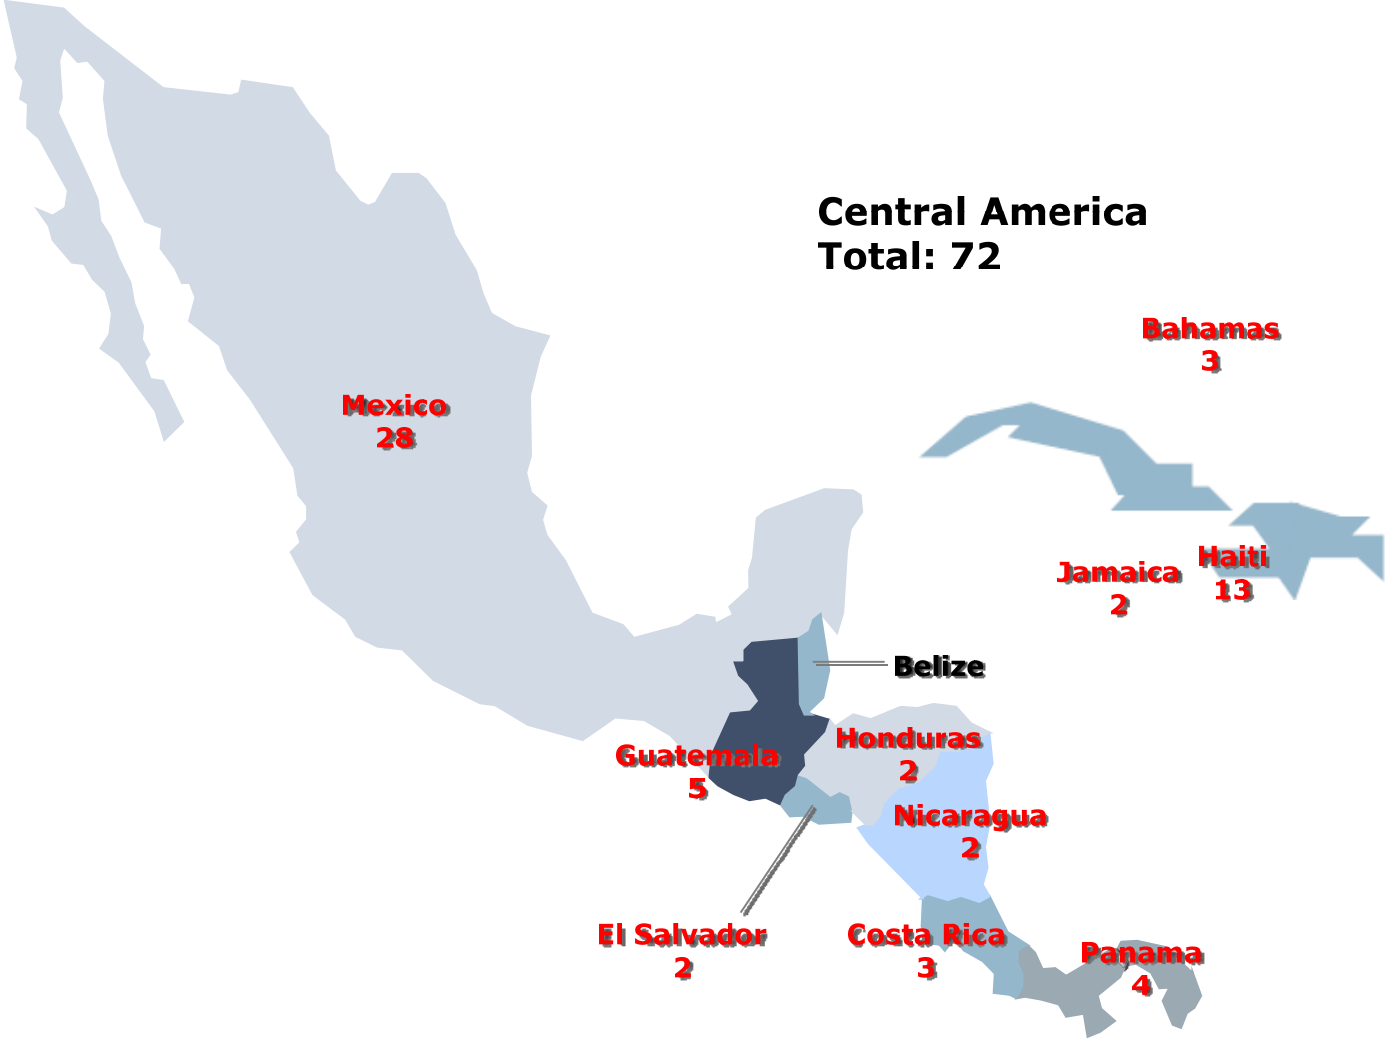 Central America
Total: 72
Bahamas
3
Mexico
28
Haiti
13
Jamaica
2
Belize
Honduras
2
Guatemala
5
Nicaragua
2
El Salvador
2
Costa Rica
3
Panama
4